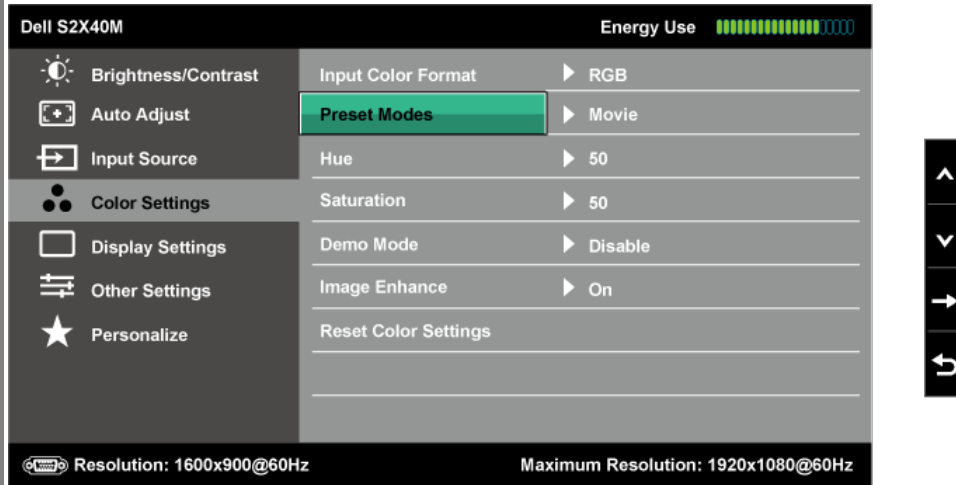 Dell S2X40M Energy Use
Brightness/Contrast Input Color Format RGB
Auto Adjust Preset Modes Movie
Input Source Hue 50
Color Settings Saturation 50
Display Settings Demo Mode Disable
Other Settings Image Enhance On
Personalize Reset Color Settings
Resolution: 1600x900@60Hz Maximum Resolution: 1920x1080@60Hz